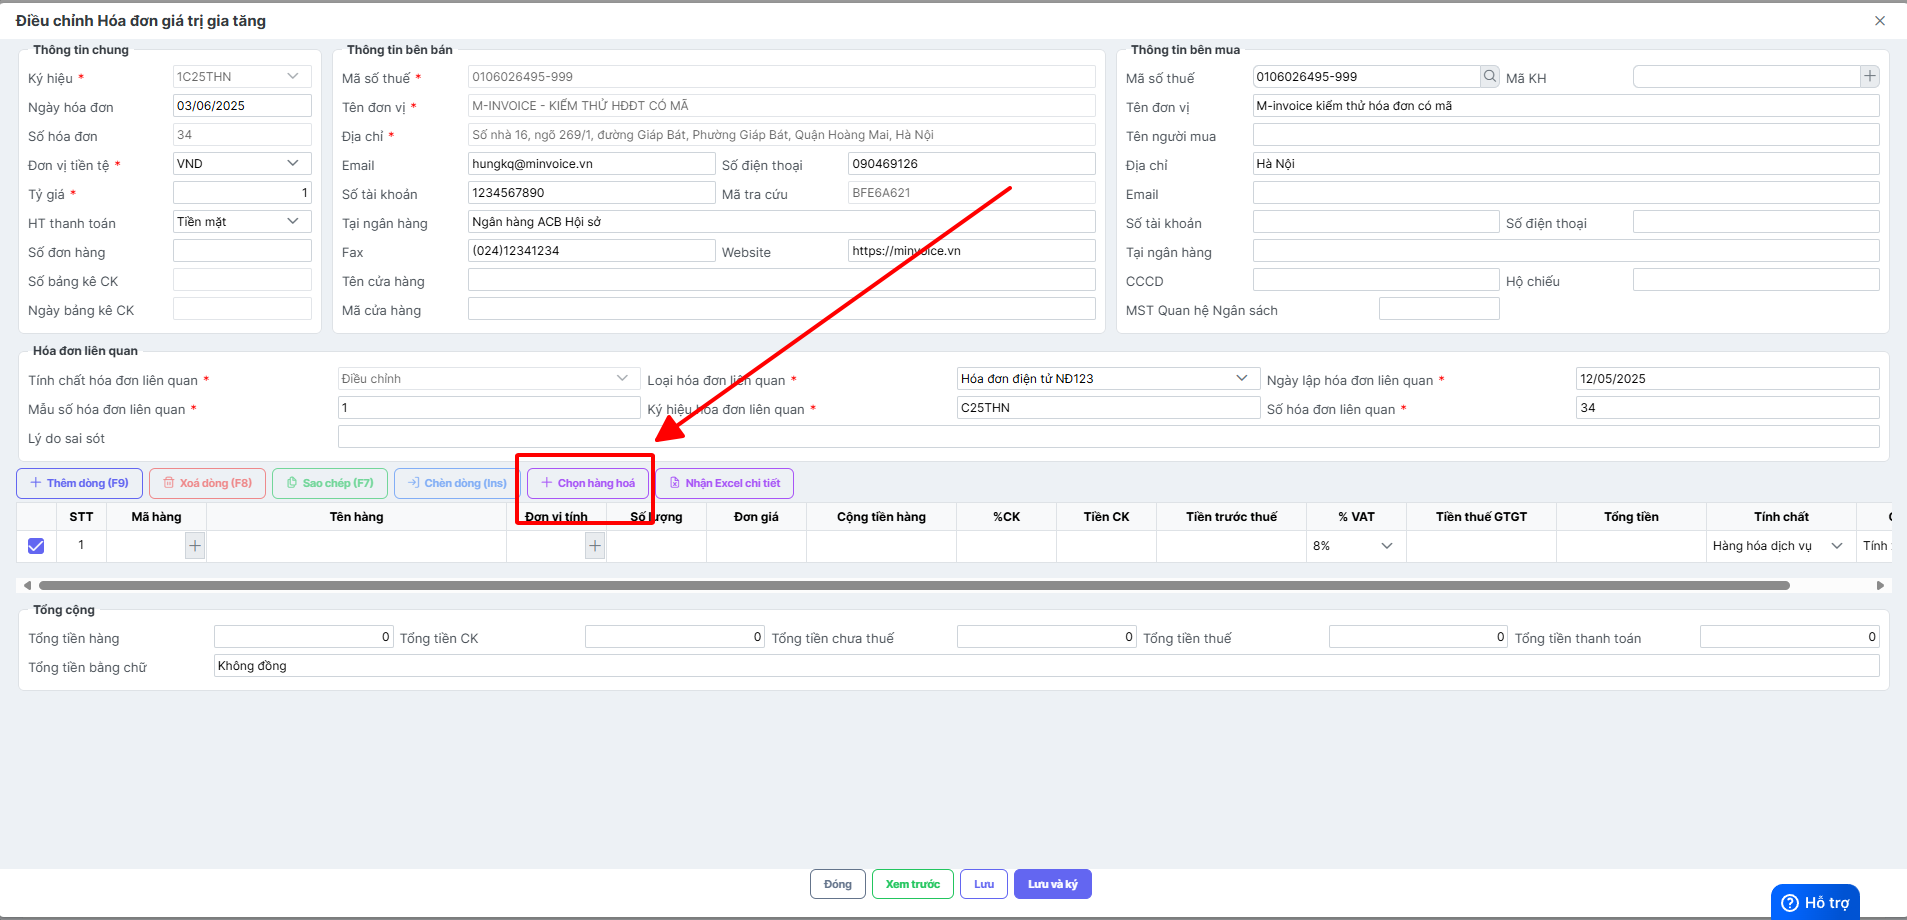 Điều chỉnh Hóa đơn giá trị gia tăng
Thông tin chung
Ký hiệu * 1C25THN
Ngày hóa đơn 03/06/2025
Số hóa đơn 34
Đơn vị tiền tệ * VND
Tỷ giá * 1
HT thanh toán Tiền mặt
Số đơn hàng
Số bảng kê CK
Ngày bảng kê CK
Thông tin bên bán
Mã số thuế * 0106026495-999
Tên đơn vị * M-INVOICE - KIỂM THỬ HĐĐT CÓ MÃ
Địa chỉ * Số nhà 16, ngõ 269/1, đường Giáp Bát, Phường Giáp Bát, Quận Hoàng Mai, Hà Nội
Email hungkq@minvoice.vn Số điện thoại 090469126
Số tài khoản 1234567890 Mã tra cứu BFE6A621
Tại ngân hàng Ngân hàng ACB Hội sở
Fax (024)12341234 Website https://minvoice.vn
Tên cửa hàng
Mã cửa hàng
Thông tin bên mua
Mã số thuế 0106026495-999 Mã KH
Tên đơn vị M-invoice kiểm thử hóa đơn có mã
Tên người mua
Địa chỉ Hà Nội
Email
Số tài khoản Số điện thoại
Tại ngân hàng
CCCD Hộ chiếu
MST Quan hệ Ngân sách
Hóa đơn liên quan
Tính chất hóa đơn liên quan * Điều chỉnh Loại hóa đơn liên quan * Hóa đơn điện tử NĐ123 Ngày lập hóa đơn liên quan * 12/05/2025
Mẫu số hóa đơn liên quan * 1 Ký hiệu hóa đơn liên quan * C25THN Số hóa đơn liên quan * 34
Lý do sai sót
Thêm dòng (F9) Xoá dòng (F8) Sao chép (F7) Chèn dòng (Ins) Chọn hàng hoá Nhận Excel chi tiết
STT Mã hàng Tên hàng Đơn vị tính Số lượng Đơn giá Cộng tiền hàng %CK Tiền CK Tiền trước thuế % VAT Tiền thuế GTGT Tổng tiền Tính chất
1 8% Hàng hóa dịch vụ Tính
Tổng cộng
Tổng tiền hàng 0 Tổng tiền CK 0 Tổng tiền chưa thuế 0 Tổng tiền thuế 0 Tổng tiền thanh toán 0
Tổng tiền bằng chữ Không đồng
Đóng Xem trước Lưu Lưu và ký
Hỗ trợ